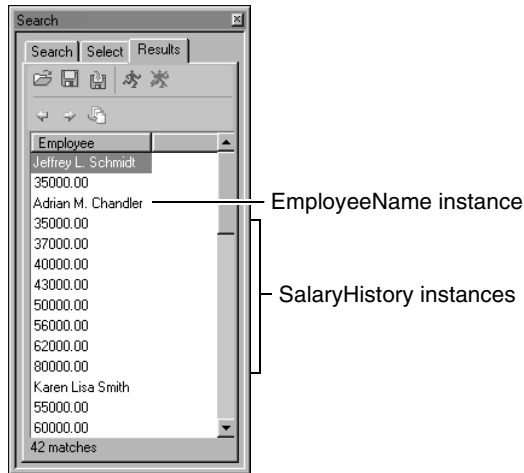 Search
Search Select Results
Employee
Jeffrey L. Schmidt
35000.00
Adrian M. Chandler
EmployeeName instance
35000.00
37000.00
40000.00
43000.00
SalaryHistory instances
50000.00
56000.00
62000.00
80000.00
Karen Lisa Smith
55000.00
60000.00
42 matches